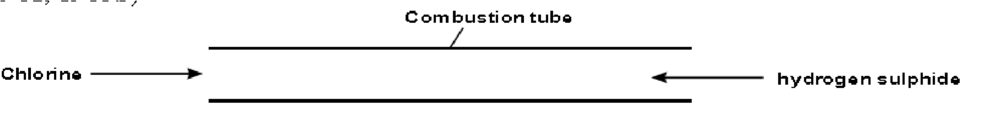 Combustion tube
Chlorine
hydrogen sulphide